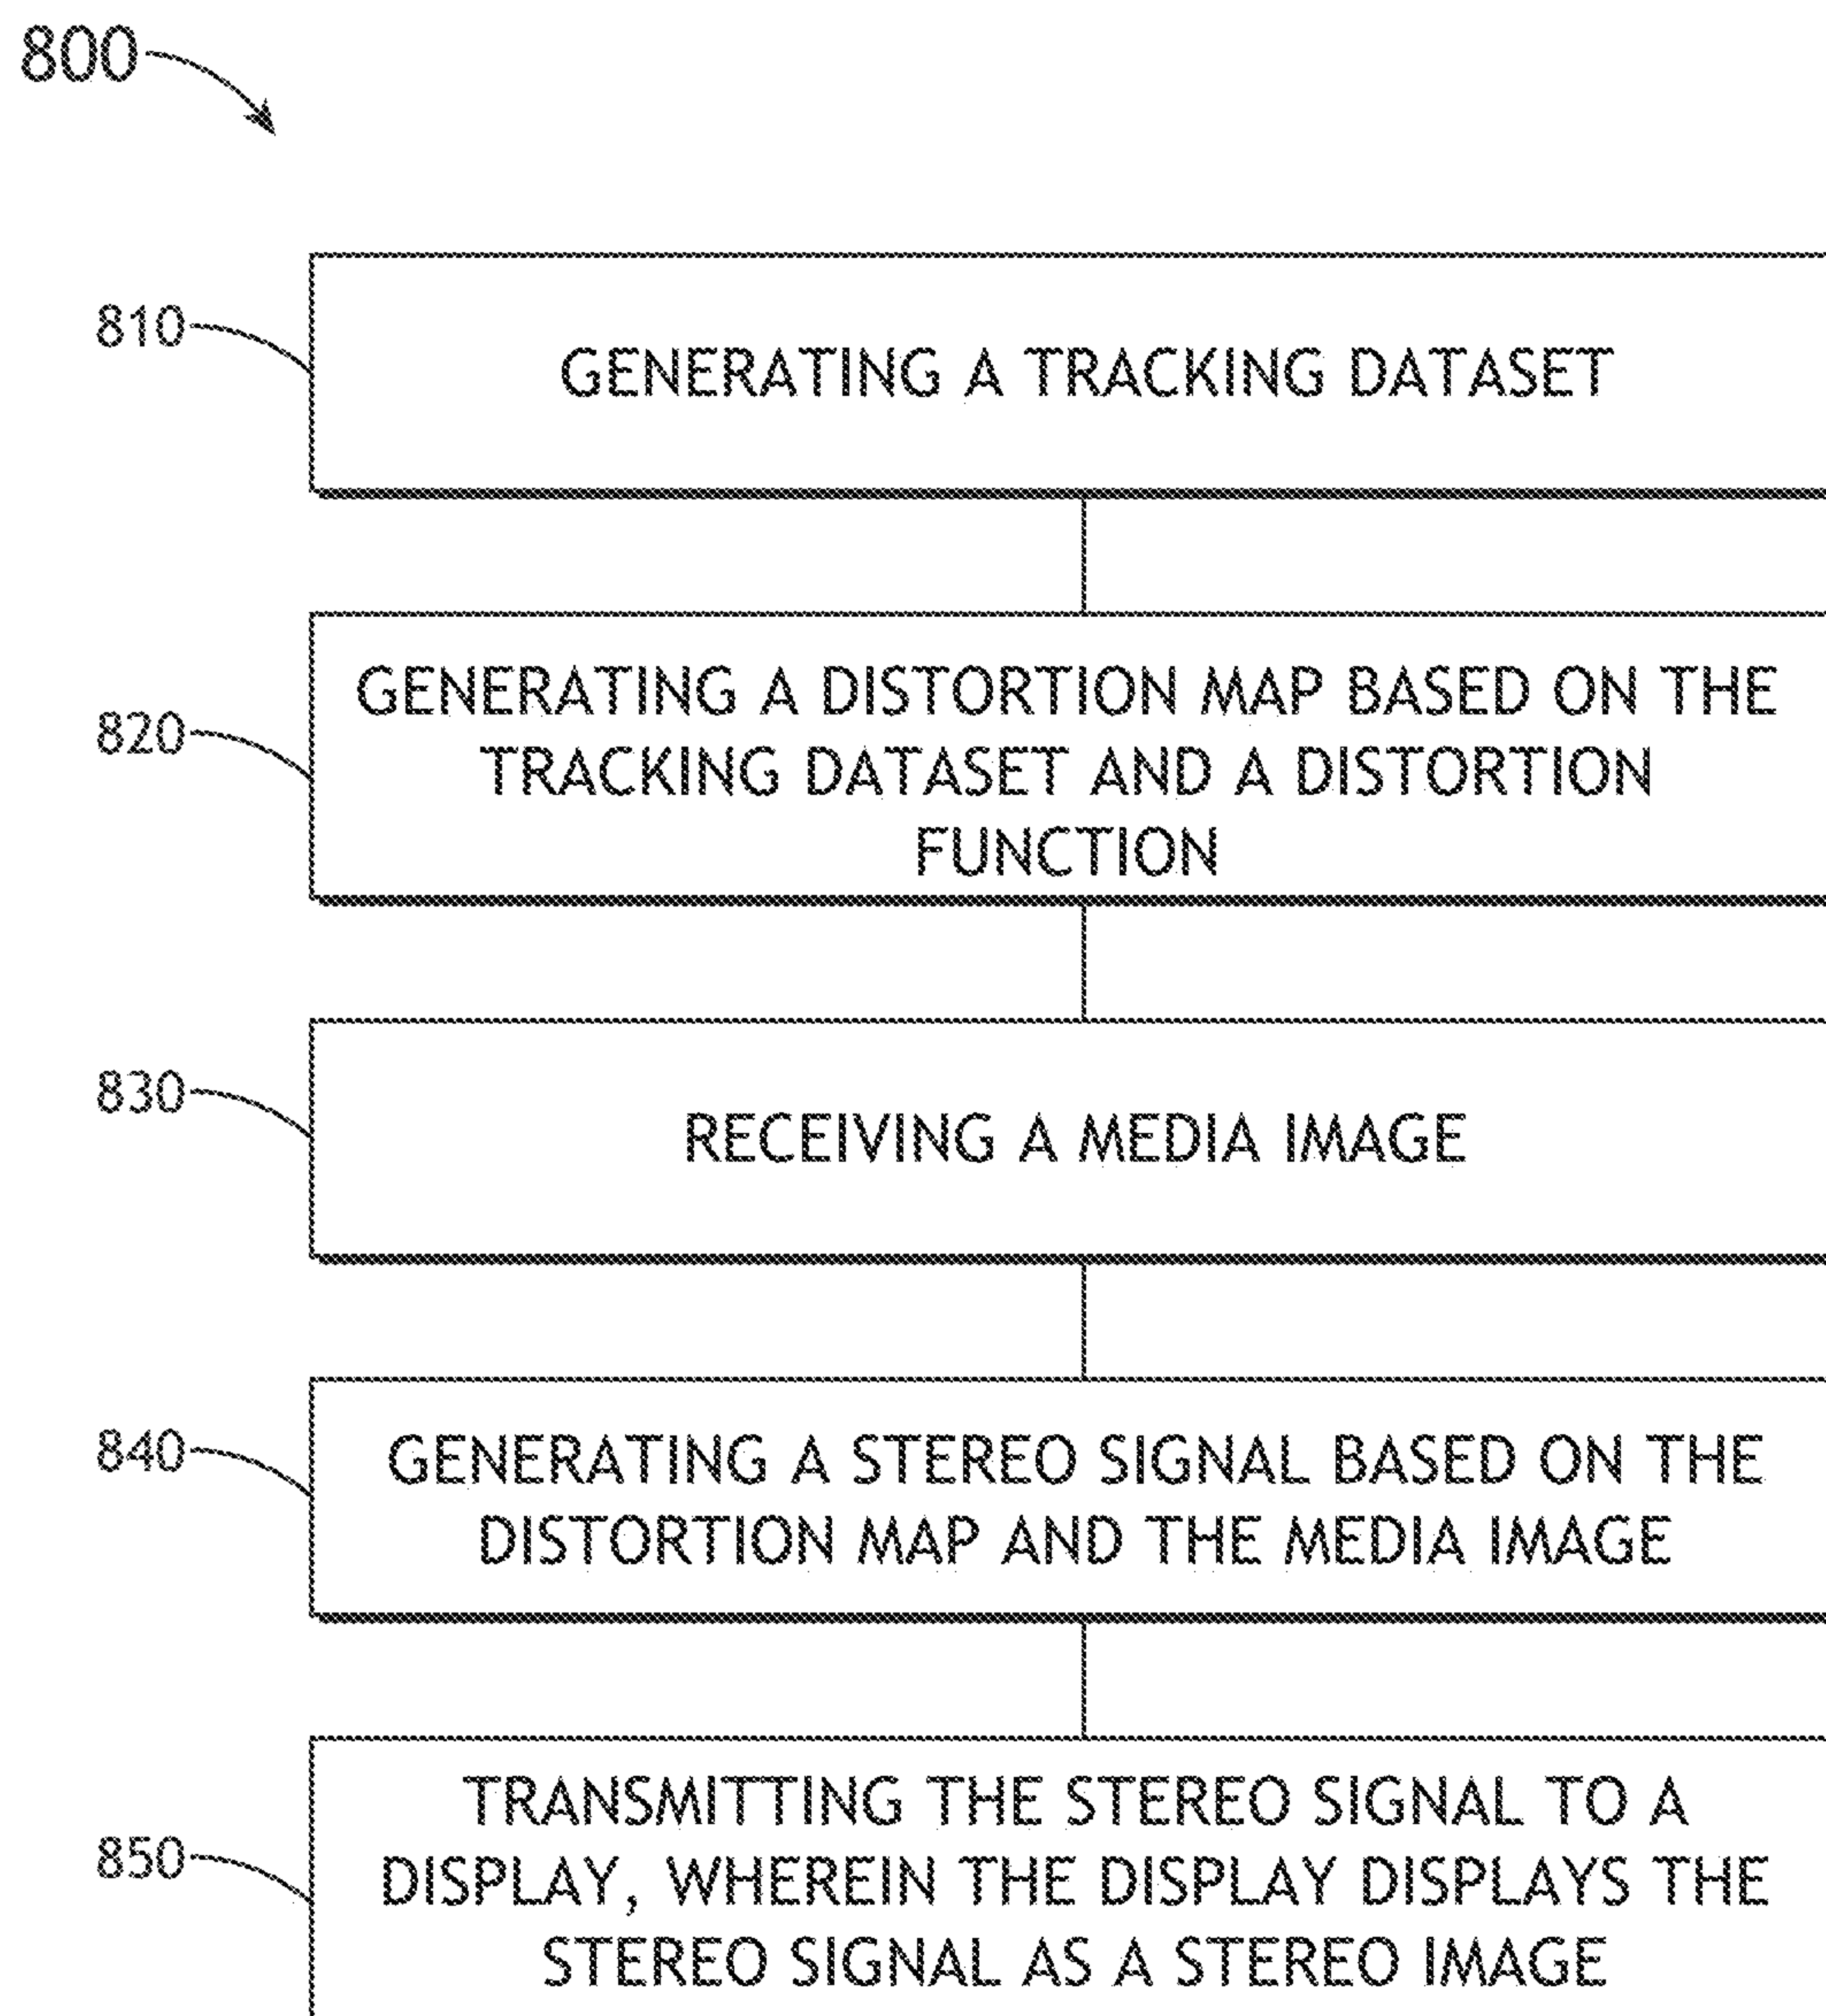 800
810
GENERATING A TRACKING DATASET
820
GENERATING A DISTORTION MAP BASED ON THE
TRACKING DATASET AND A DISTORTION
FUNCTION
830
RECEIVING A MEDIA IMAGE
840
GENERATING A STEREO SIGNAL BASED ON THE
DISTORTION MAP AND THE MEDIA IMAGE
850
TRANSMITTING THE STEREO SIGNAL TO A
DISPLAY, WHEREIN THE DISPLAY DISPLAYS THE
STEREO SIGNAL AS A STEREO IMAGE